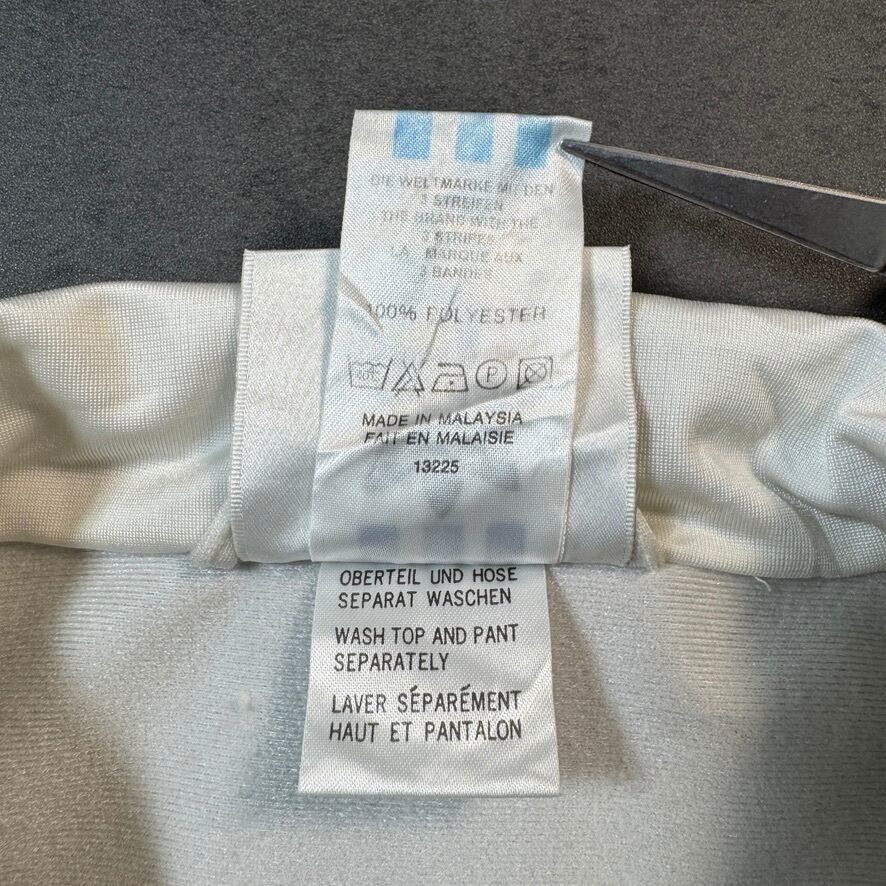 DIE WELTMARKE MIT DEN
3 STREIFEN
THE BRAND WITH THE
3 STRIPES
LA MARQUE AUX
3 BANDES
100% POLYESTER
P
MADE IN MALAYSIA
FAIT EN MALAISIE
13225
OBERTEIL UND HOSE
SEPARAT WASCHEN
WASH TOP AND PANT
SEPARATELY
LAVER SÉPARÉMENT
HAUT ET PANTALON